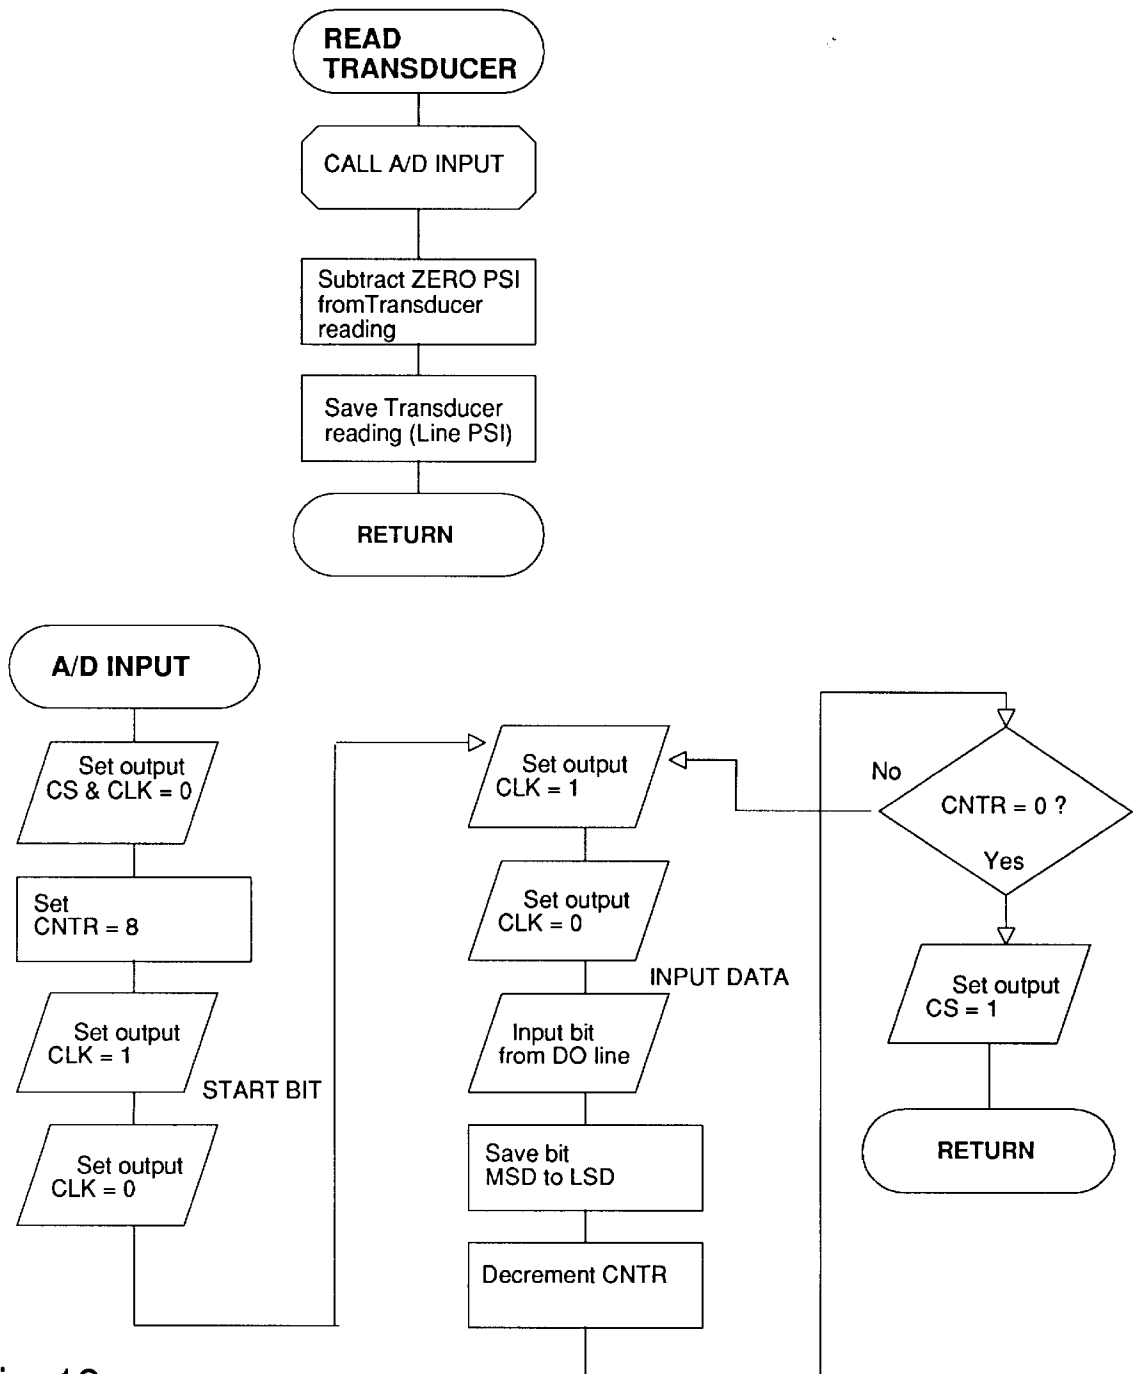 READ
TRANSDUCER
CALL A/D INPUT
Subtract ZERO PSI
fromTransducer
reading
Save Transducer
reading (Line PSI)
RETURN
A/D INPUT
Set output
CS & CLK = 0
Set
CNTR = 8
Set output
CLK = 1
START BIT
Set output
CLK = 0
Set output
CLK = 1
Set output
CLK = 0
INPUT DATA
Input bit
from DO line
Save bit
MSD to LSD
Decrement CNTR
No
CNTR = 0 ?
Yes
Set output
CS = 1
RETURN